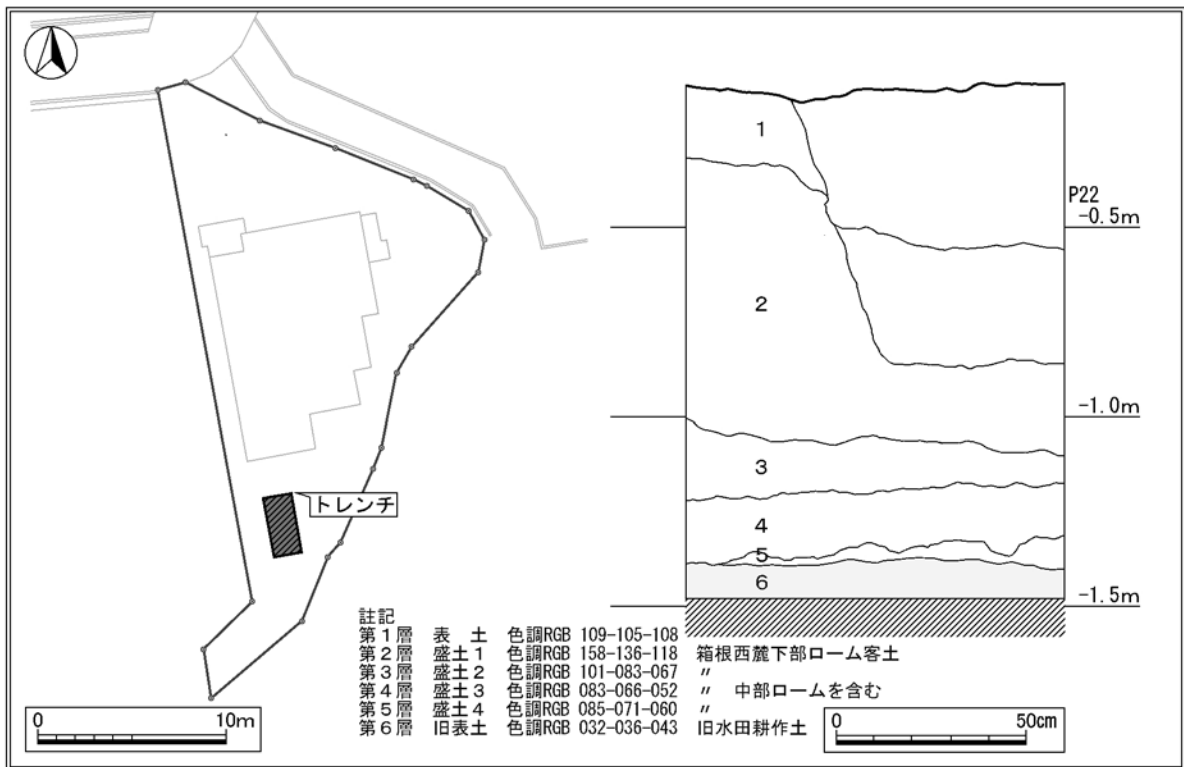 トレンチ
0 10m
1
2
3
4
5
6
P22
-0.5m
-1.0m
-1.5m
註記
第1層 表 土 色調RGB 109-105-108
第2層 盛土1 色調RGB 158-136-118 箱根西麓下部ローム客土
第3層 盛土2 色調RGB 101-083-067 〃
第4層 盛土3 色調RGB 083-066-052 〃 中部ロームを含む
第5層 盛土4 色調RGB 085-071-060 〃
第6層 旧表土 色調RGB 032-036-043 旧水田耕作土
0 50cm